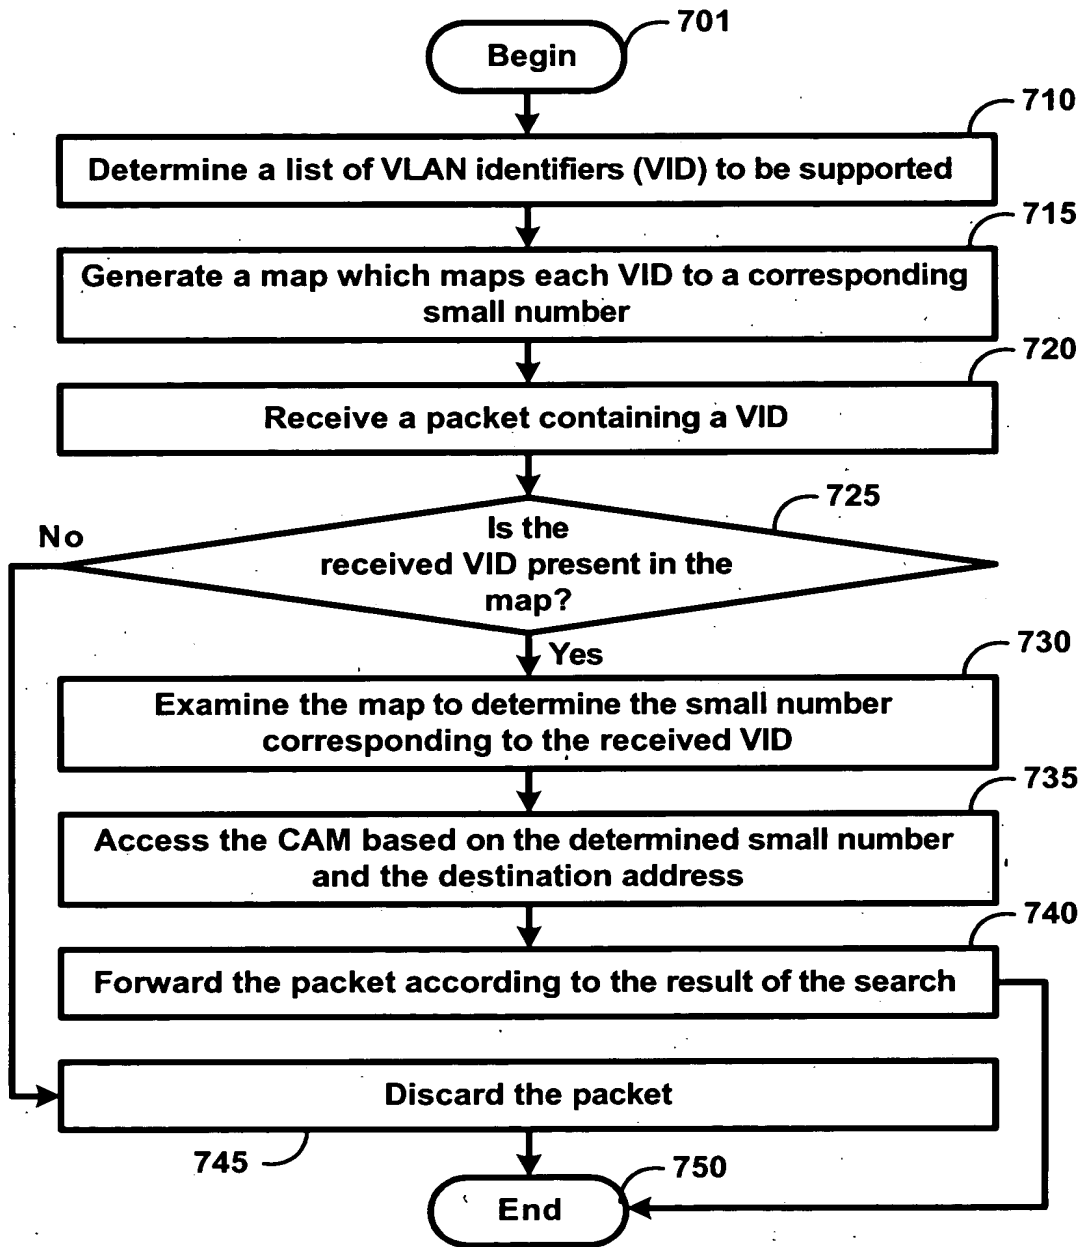 701
Begin
710
Determine a list of VLAN identifiers (VID) to be supported
715
Generate a map which maps each VID to a corresponding
small number
720
Receive a packet containing a VID
725
No
Is the
received VID present in the
map?
Yes
730
Examine the map to determine the small number
corresponding to the received VID
735
Access the CAM based on the determined small number
and the destination address
740
Forward the packet according to the result of the search
Discard the packet
745
750
End